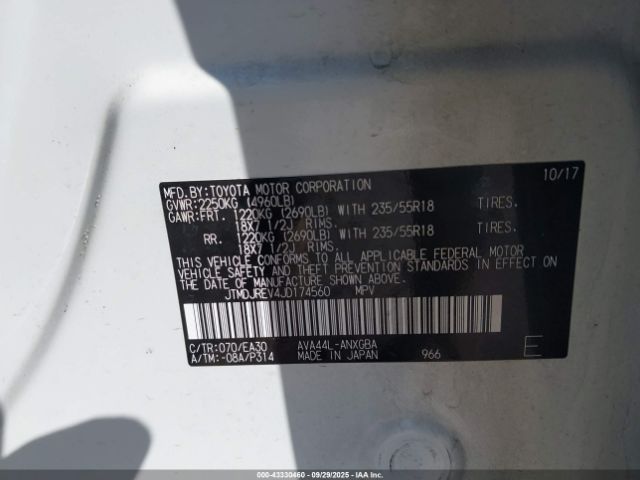 MFD.BY:TOYOTA MOTOR CORPORATION 10/17
GVWR:2250KG (4960LB)
GAWR:FRT. 1220KG (2690LB) WITH 235/55R18 TIRES.
18X7 1/2J RIMS.
RR. 1220KG (2690LB) WITH 235/55R18 TIRES.
18X7 1/2J RIMS.
THIS VEHICLE CONFORMS TO ALL APPLICABLE FEDERAL MOTOR
VEHICLE SAFETY AND THEFT PREVENTION STANDARDS IN EFFECT ON
THE DATE OF MANUFACTURE SHOWN ABOVE.
JTMDJREV4JD174560 MPV
C/TR:070/EA30 AVA44L-ANXGBA E
A/TM:-08A/P314 MADE IN JAPAN 966
000-43330460 - 09/29/2025 - IAA, Inc.